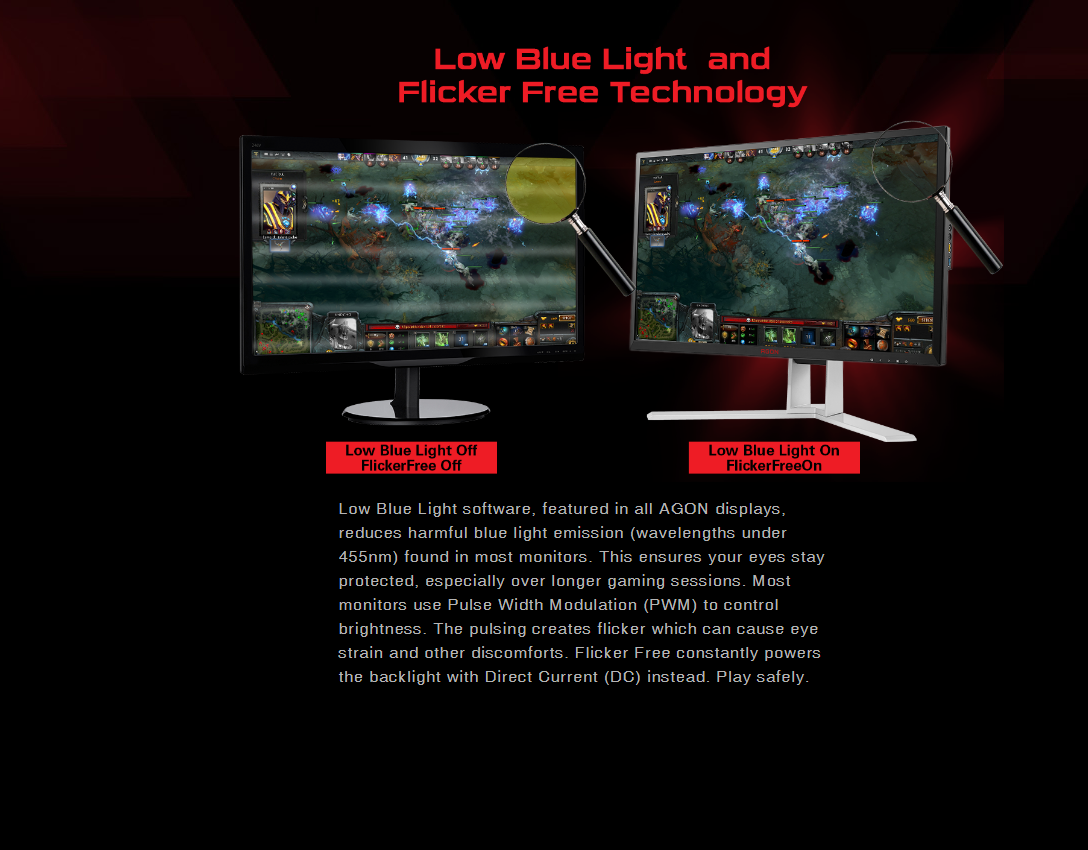 Low Blue Light and
Flicker Free Technology
Low Blue Light Off
FlickerFree Off
Low Blue Light On
FlickerFreeOn
Low Blue Light software, featured in all AGON displays,
reduces harmful blue light emission (wavelengths under
455nm) found in most monitors. This ensures your eyes stay
protected, especially over longer gaming sessions. Most
monitors use Pulse Width Modulation (PWM) to control
brightness. The pulsing creates flicker which can cause eye
strain and other discomforts. Flicker Free constantly powers
the backlight with Direct Current (DC) instead. Play safely.